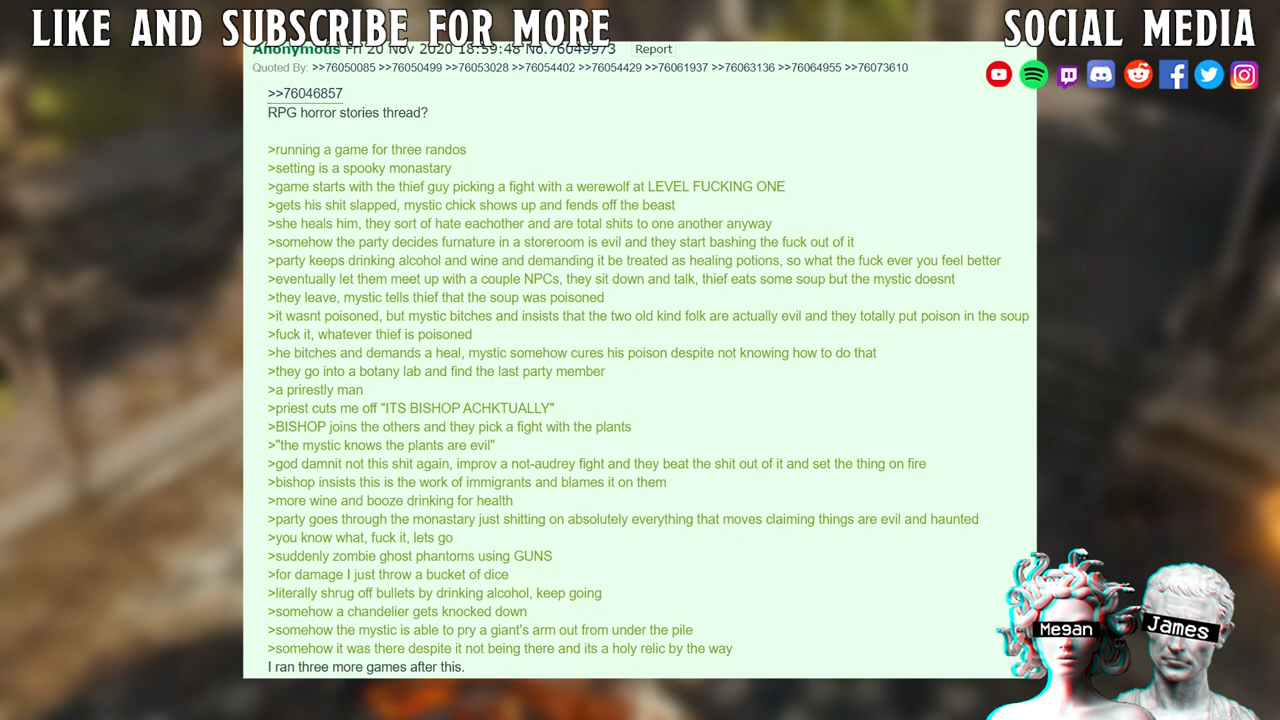 LIKE AND SUBSCRIBE FOR MORE
SOCIAL MEDIA
Anonymous Fri 20 Nov 2020 18:59:48 No.76049973 Report
Quoted By: >>76050085 >>76050499 >>76053028 >>76054402 >>76054429 >>76061937 >>76063136 >>76064955 >>76073610
>>76046857
RPG horror stories thread?
>running a game for three randos
>setting is a spooky monastary
>game starts with the thief guy picking a fight with a werewolf at LEVEL FUCKING ONE
>gets his shit slapped, mystic chick shows up and fends off the beast
>she heals him, they sort of hate eachother and are total shits to one another anyway
>somehow the party decides furnature in a storeroom is evil and they start bashing the fuck out of it
>party keeps drinking alcohol and wine and demanding it be treated as healing potions, so what the fuck ever you feel better
>eventually let them meet up with a couple NPCs, they sit down and talk, thief eats some soup but the mystic doesnt
>they leave, mystic tells thief that the soup was poisoned
>it wasnt poisoned, but mystic bitches and insists that the two old kind folk are actually evil and they totally put poison in the soup
>fuck it, whatever thief is poisoned
>he bitches and demands a heal, mystic somehow cures his poison despite not knowing how to do that
>they go into a botany lab and find the last party member
>a prirestly man
>priest cuts me off "ITS BISHOP ACHKTUALLY"
>BISHOP joins the others and they pick a fight with the plants
>"the mystic knows the plants are evil"
>god damnit not this shit again, improv a not-audrey fight and they beat the shit out of it and set the thing on fire
>bishop insists this is the work of immigrants and blames it on them
>more wine and booze drinking for health
>party goes through the monastary just shitting on absolutely everything that moves claiming things are evil and haunted
>you know what, fuck it, lets go
>suddenly zombie ghost phantoms using GUNS
>for damage I just throw a bucket of dice
>literally shrug off bullets by drinking alcohol, keep going
>somehow a chandelier gets knocked down
>somehow the mystic is able to pry a giant's arm out from under the pile
>somehow it was there despite it not being there and its a holy relic by the way
I ran three more games after this.
Megan
James